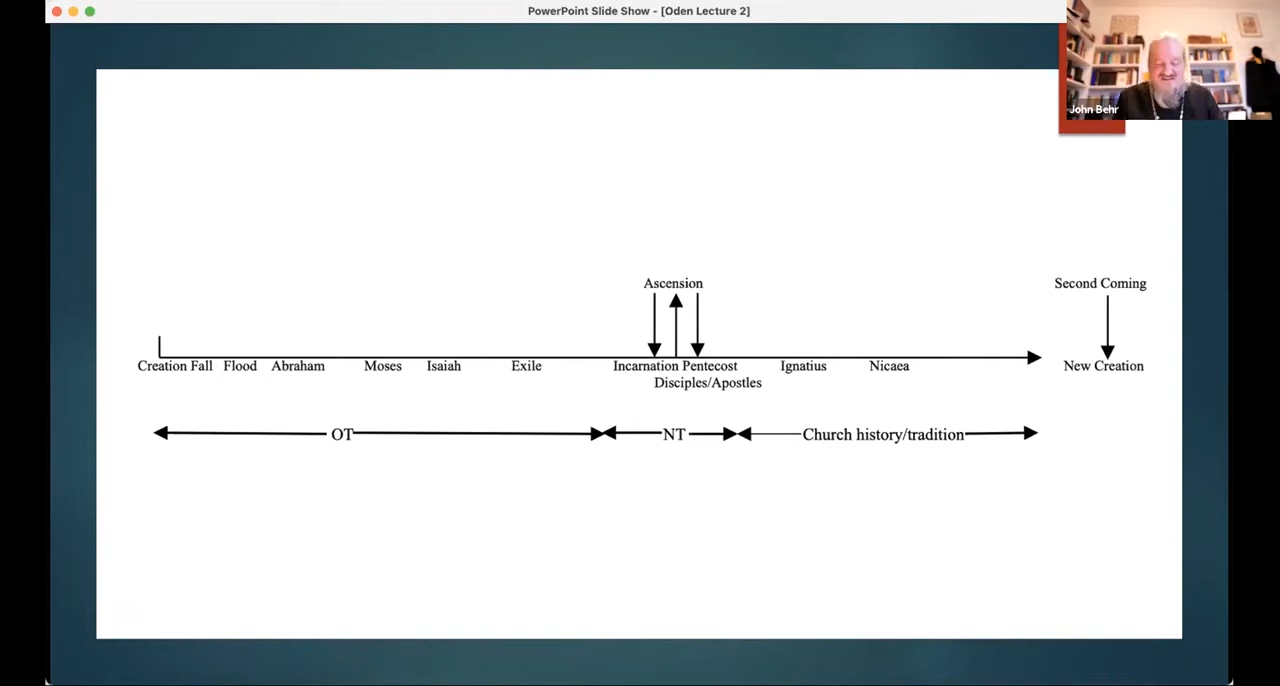 PowerPoint Slide Show - [Oden Lecture 2]
John Behr
Ascension
Second Coming
Creation Fall Flood Abraham Moses Isaiah Exile Incarnation Pentecost Ignatius Nicaea New Creation
Disciples/Apostles
OT NT Church history/tradition